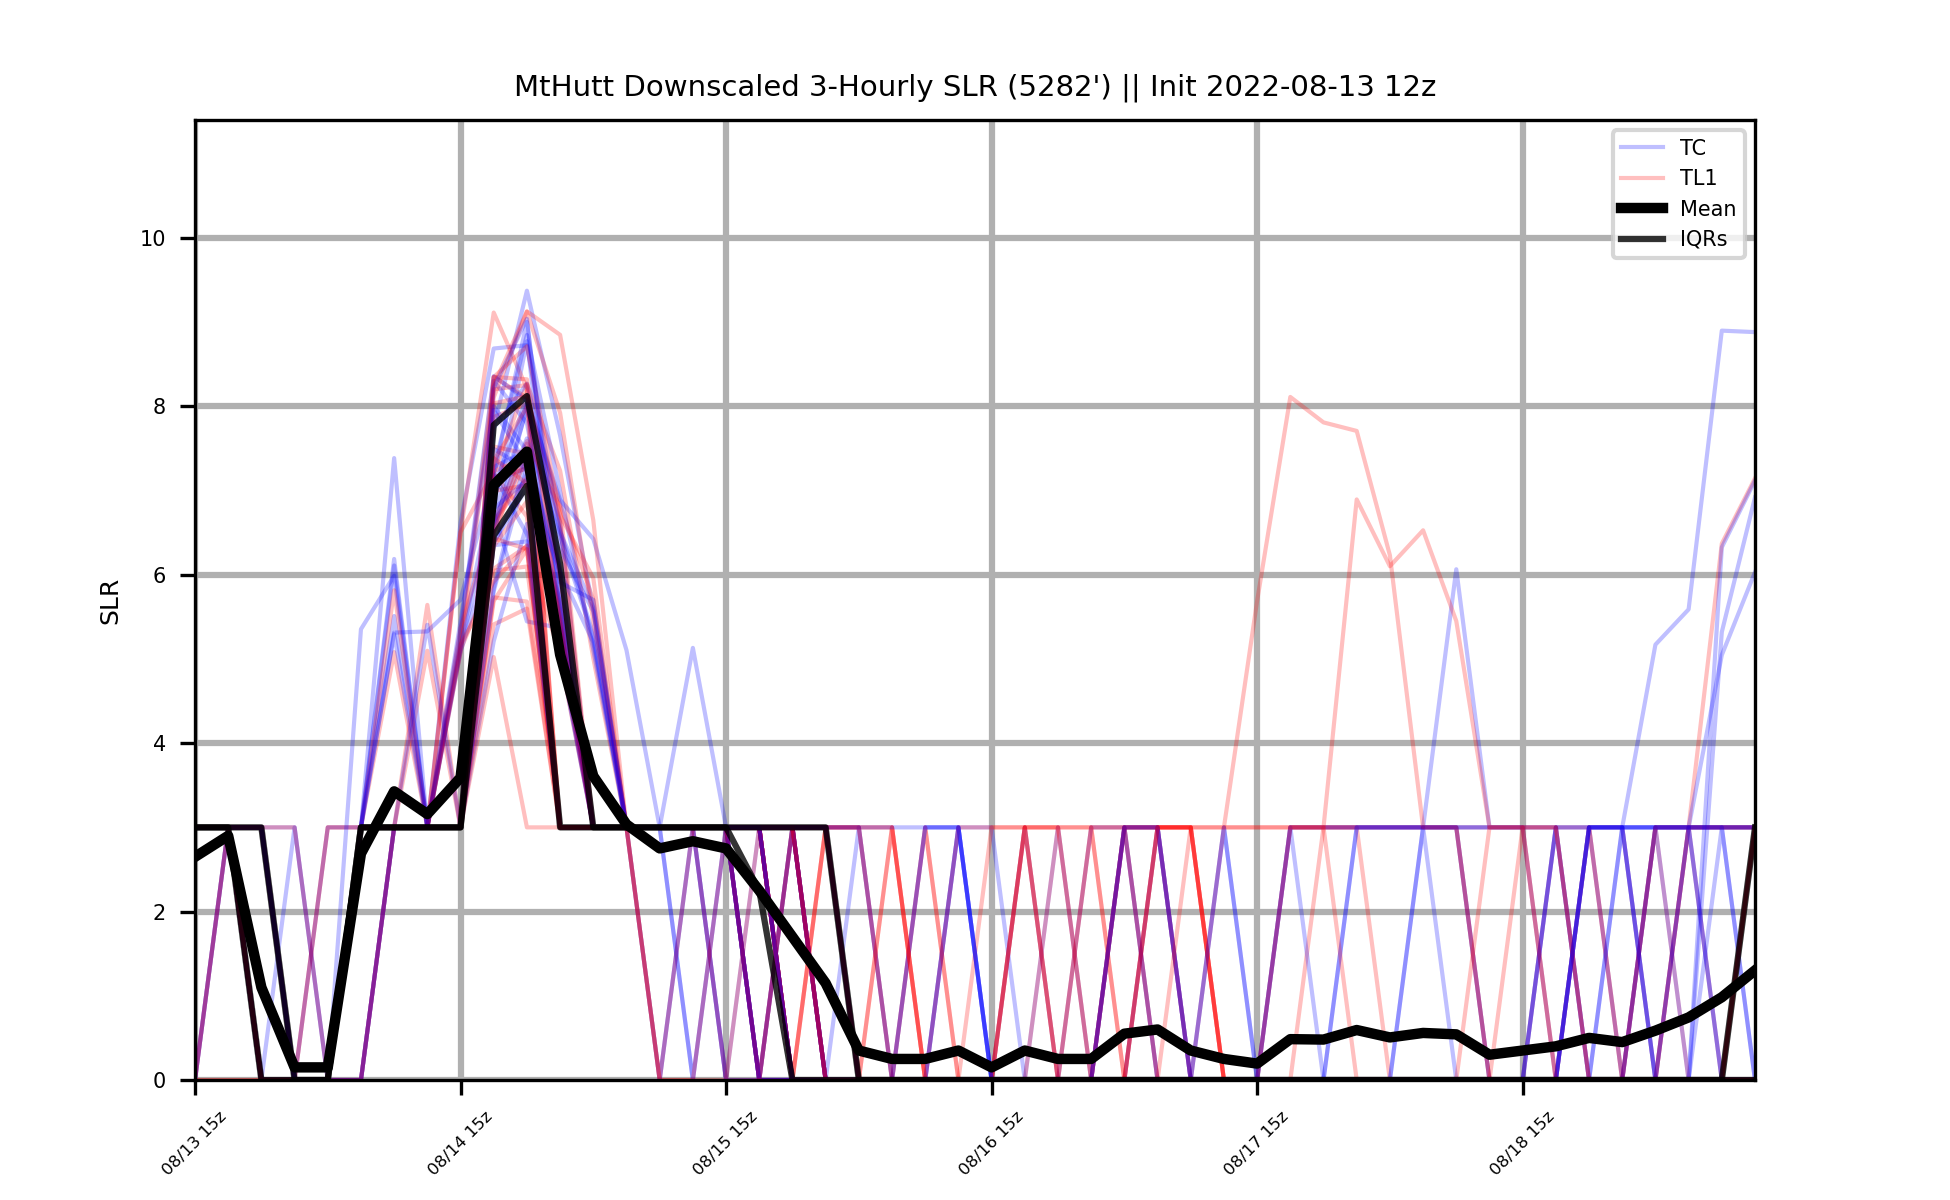 MtHutt Downscaled 3-Hourly SLR (5282') || Init 2022-08-13 12z
TC
TL1
Mean
IQRs
SLR
10
8
6
4
2
0
08/13 15z
08/14 15z
08/15 15z
08/16 15z
08/17 15z
08/18 15z